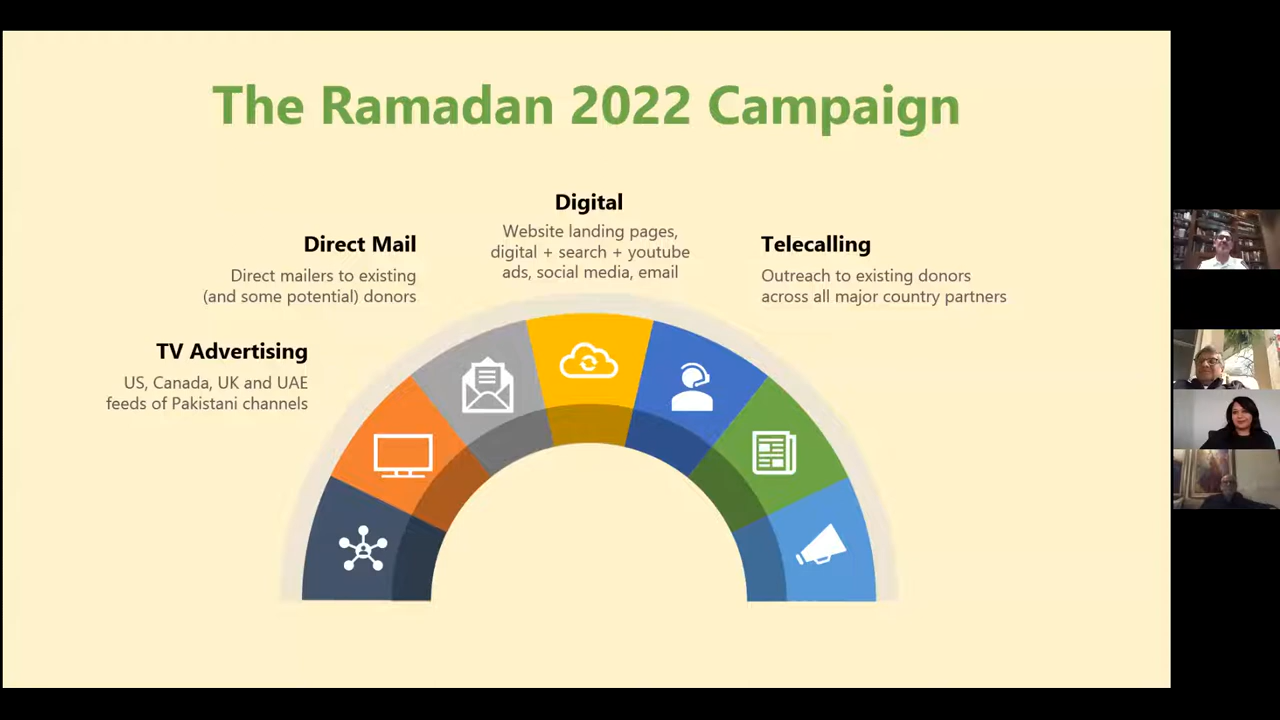 The Ramadan 2022 Campaign
TV Advertising
US, Canada, UK and UAE
feeds of Pakistani channels
Direct Mail
Direct mailers to existing
(and some potential) donors
Digital
Website landing pages,
digital + search + youtube
ads, social media, email
Telecalling
Outreach to existing donors
across all major country partners